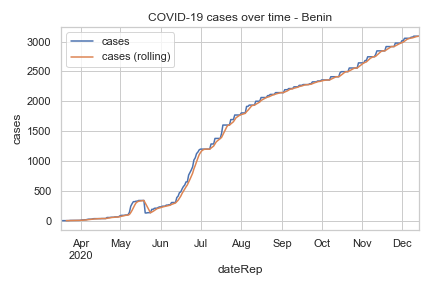 COVID-19 cases over time - Benin
cases
cases (rolling)
3000
2500
2000
1500
1000
500
0
cases
Apr May Jun Jul Aug Sep Oct Nov Dec
2020
dateRep